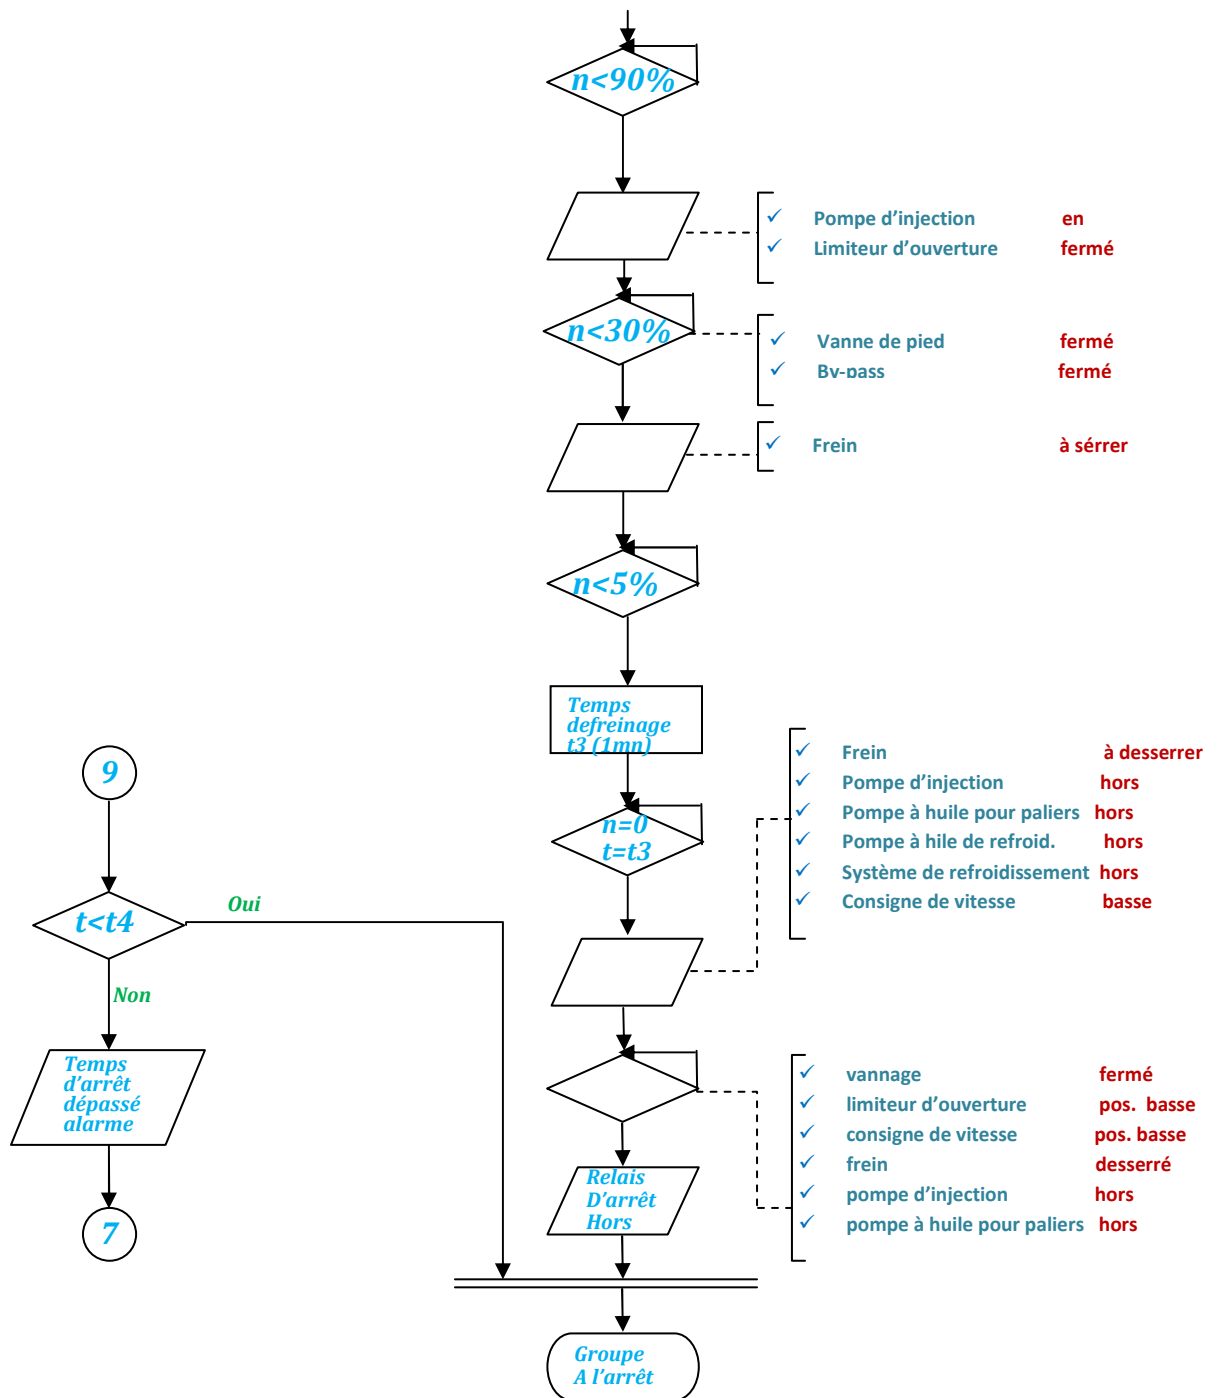 n<90%
Pompe d'injection en
Limiteur d'ouverture fermé
n<30%
Vanne de pied fermé
By-pass fermé
Frein à sérrer
n<5%
Temps
defreinage
t3 (1mn)
n=0
t=t3
Frein à desserrer
Pompe d'injection hors
Pompe à huile pour paliers hors
Pompe à hile de refroid. hors
Système de refroidissement hors
Consigne de vitesse basse
9
t<t4
Oui
Non
Temps
d'arrêt
dépassé
alarme
7
vannage fermé
limiteur d'ouverture pos. basse
consigne de vitesse pos. basse
frein desserré
pompe d'injection hors
pompe à huile pour paliers hors
Relais
D'arrêt
Hors
Groupe
A l'arrêt